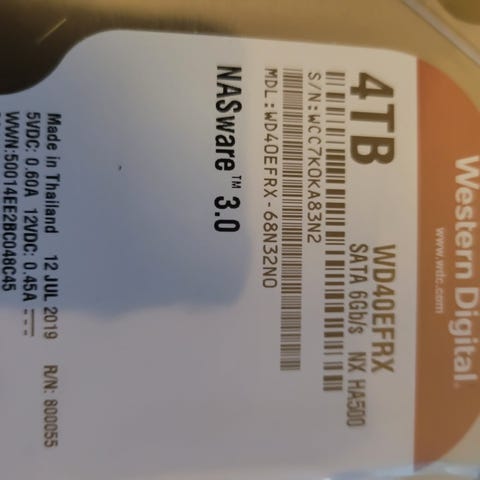 Western Digital.
www.wdc.com
4TB WD40EFRX
SATA 6Gb/s NX HA500
S/N: WCC7K0KA83N2
MDL: WD40EFRX-68N32N0
NASware™ 3.0
Made in Thailand 12 JUL 2019 R/N: 800055
5VDC: 0.60A 12VDC: 0.45A
WWN:50014EE2BC048C45